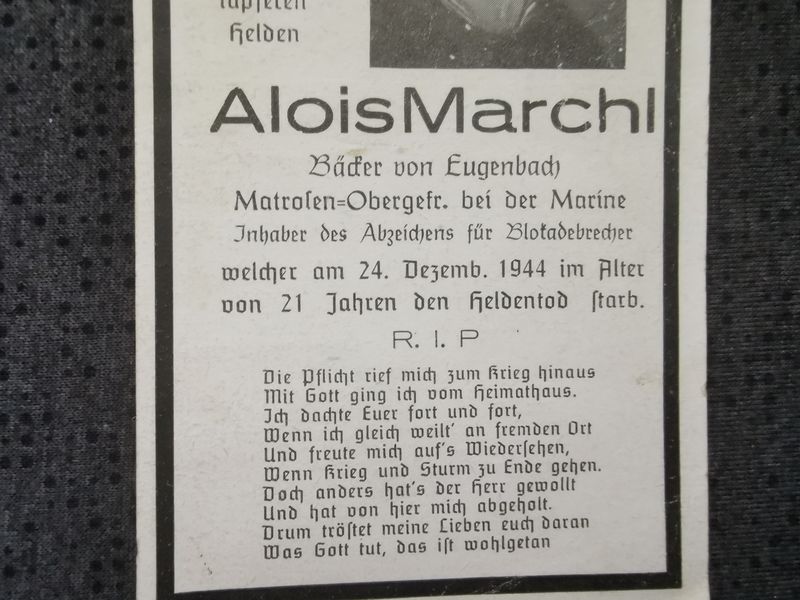 tapferen
Helden
Alois Marchl
Bäcker von Eugenbach
Matrosen=Obergefr. bei der Marine
Inhaber des Abzeichens für Blokadebrecher
welcher am 24. Dezemb. 1944 im Alter
von 21 Jahren den Heldentod starb.
R. I. P
Die Pflicht rief mich zum Krieg hinaus
Mit Gott ging ich vom Heimathaus.
Ich dachte Euer fort und fort,
Wenn ich gleich weilt' an fremden Ort
Und freute mich auf's Wiedersehen,
Wenn Krieg und Sturm zu Ende gehen.
Doch anders hat's der Herr gewollt
Und hat von hier mich abgeholt.
Drum tröstet meine Lieben euch daran
Was Gott tut, das ist wohlgetan